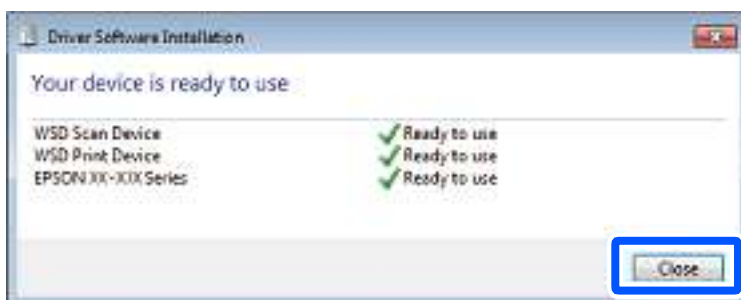 Driver Software Installation
Your device is ready to use
WSD Scan Device Ready to use
WSD Print Device Ready to use
EPSON XX-XXX Series Ready to use
Close